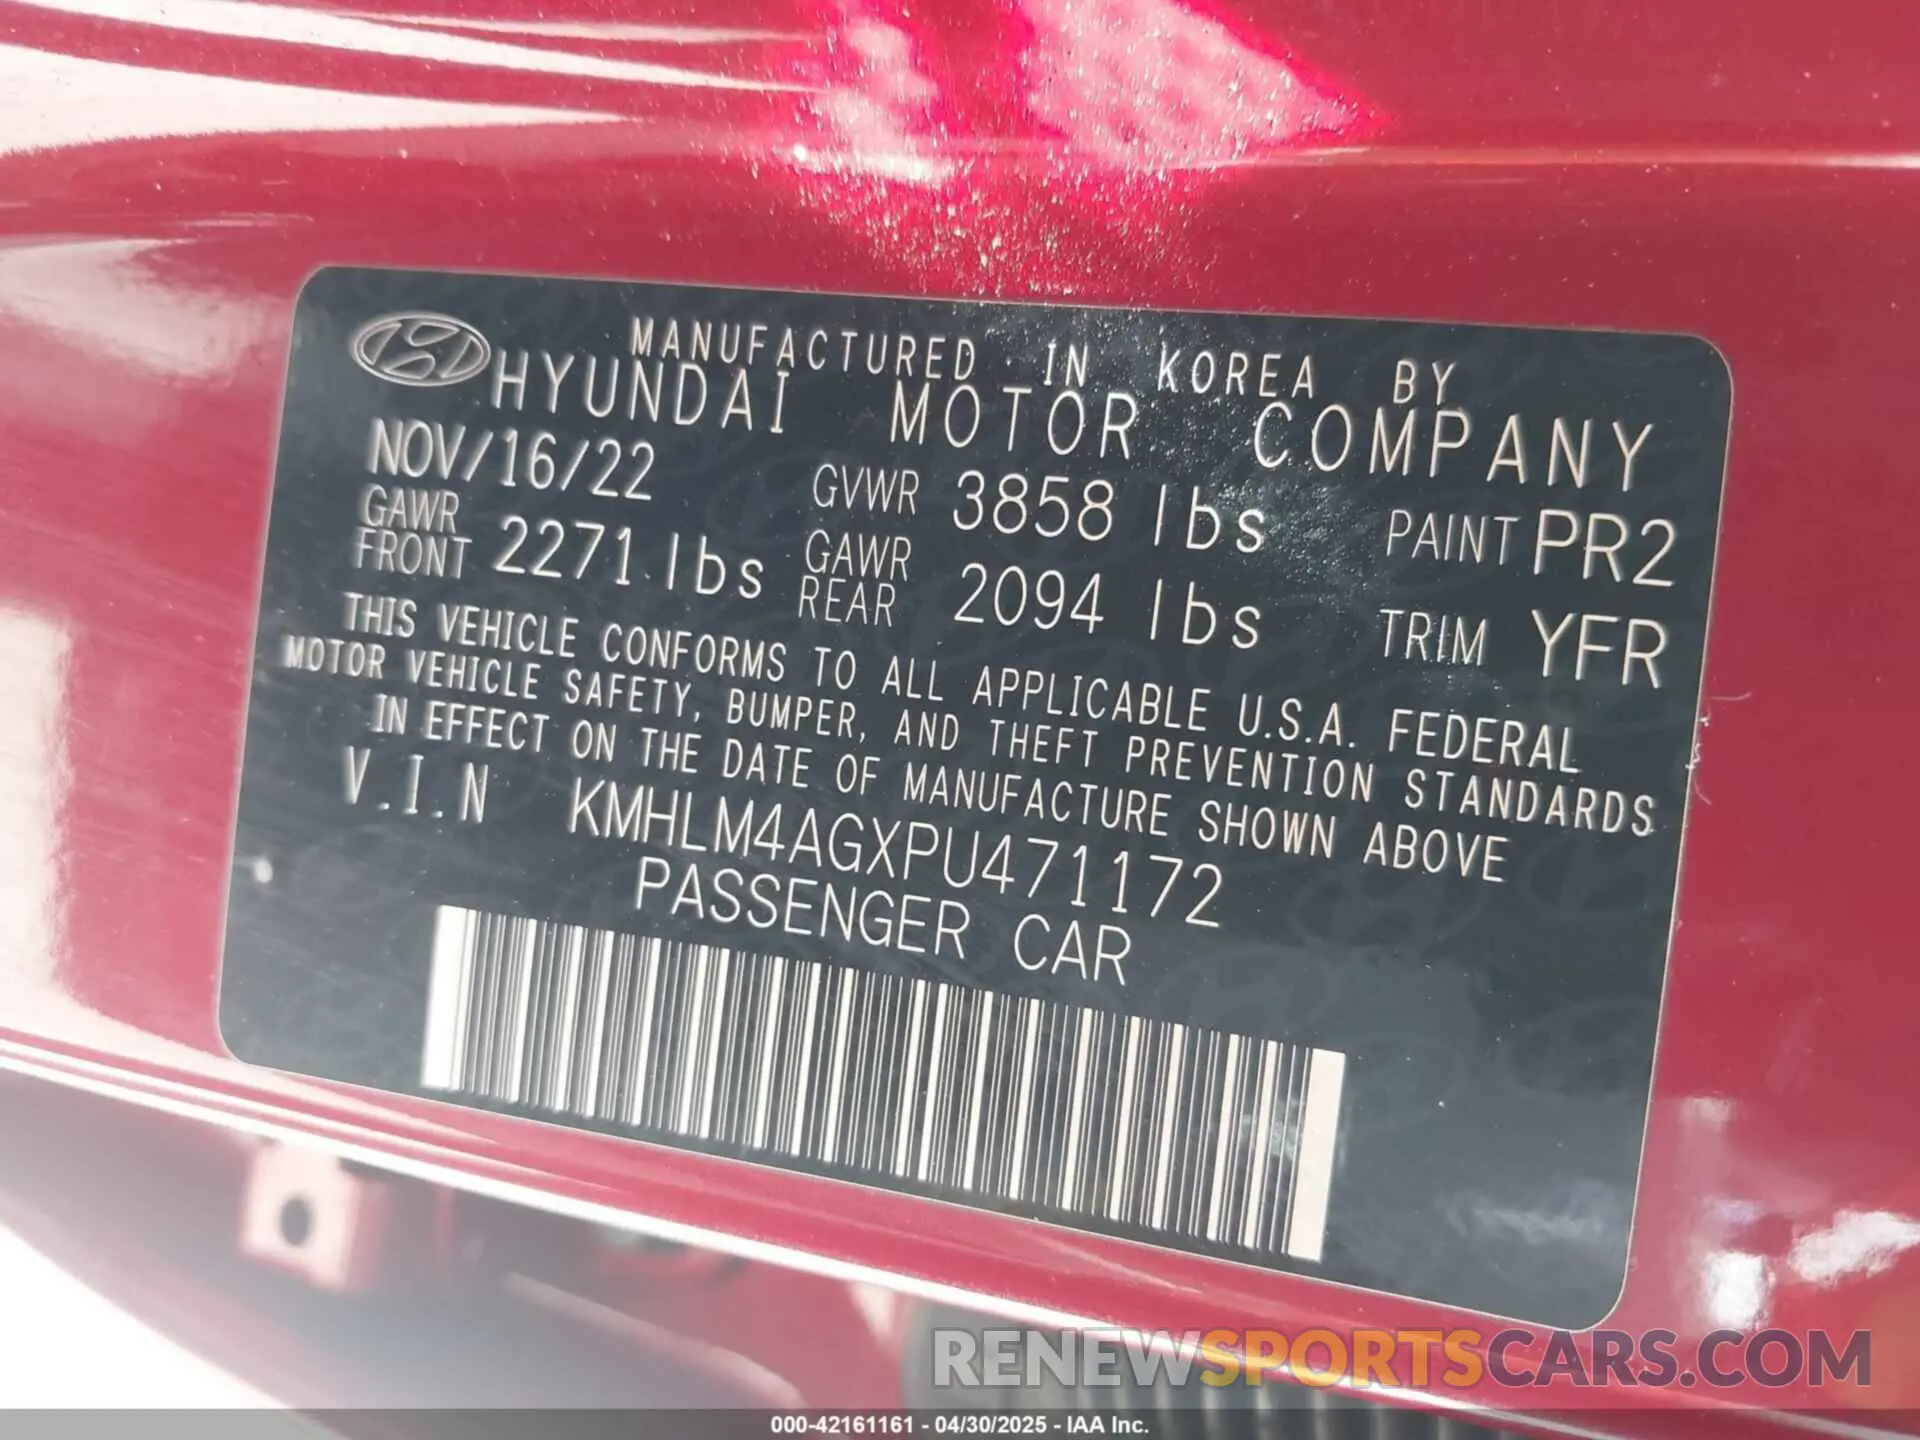 MANUFACTURED IN KOREA BY
HYUNDAI MOTOR COMPANY
NOV/16/22 GVWR 3858 lbs PAINT PR2
GAWR FRONT 2271 lbs GAWR REAR 2094 lbs TRIM YFR
THIS VEHICLE CONFORMS TO ALL APPLICABLE U.S.A. FEDERAL
MOTOR VEHICLE SAFETY, BUMPER, AND THEFT PREVENTION STANDARDS
IN EFFECT ON THE DATE OF MANUFACTURE SHOWN ABOVE
V.I.N KMHLM4AGXPU471172
PASSENGER CAR
RENEWSPORTSCARS.COM
000-42161161 - 04/30/2025 - IAA Inc.